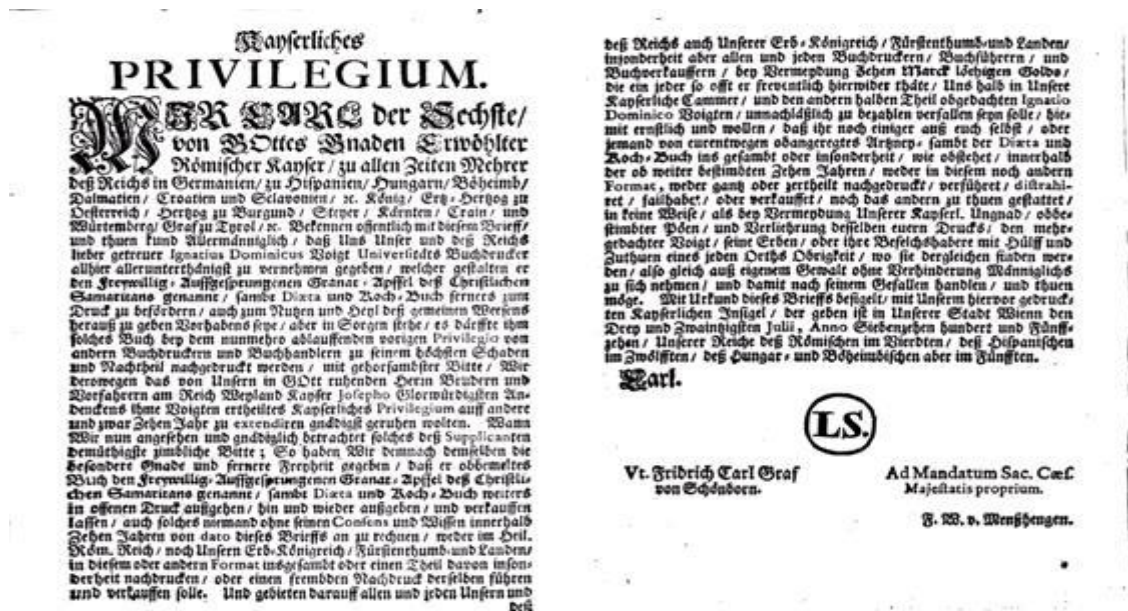 Kayserliches
PRIVILEGIUM.
WIR CARL der Sechste/
von GOttes Gnaden Erwöhlter
Römischer Kayser/ zu allen Zeiten Mehrer
deß Reichs in Germanien/ zu Hispanien/ Hungarn/ Böheimb/
Dalmatien/ Croatien und Sclavonien/ ꝛc. König/ Ertz-Hertzog zu
Oesterreich/ Hertzog zu Burgund/ Steyer/ Kärnten/ Crain/ und
Würtemberg/ Graf zu Tyrol/ ꝛc. Bekennen offentlich mit diesem Brieff/
und thuen kund Allermänniglich/ daß Uns Unser und deß Reichs
lieber getreuer Ignatius Dominicus Voigt Universitäts Buchdrucker
allhier allerunterthänigst zu vernehmen gegeben/ welcher gestalten er
den Freywillig-Auffgesprungenen Granat-Apffel deß Christlichen
Samaritans genannt/ sambt Diæta und Koch-Buch ferners zum
Druck zu befördern/ auch zum Nutzen und Heyl deß gemeinen Weesens
herauß zu geben Vorhabens seye/ aber in Sorgen stehe/ es därffte ihm
solches Buch bey dem nunmehro ablauffenden vorigen Privilegio von
andern Buchdruckern und Buchhandlern zu seinem höchsten Schaden
und Nachtheil nachgedruckt werden/ mit gehorsambster Bitte/ Wir
derowegen das von Unsern in GOtt ruhenden Herin Brudern und
Vorfahrern am Reich Weyland Kayser Josepho Glorwürdigsten An-
denckens ihme Voigten ertheiltes Kayserliches Privilegium auff andere
und zwar Zehen Jahr zu extendiren gnädigst geruhen wolten. Wann
Wir nun angesehen und gnädiglich betrachtet solches deß Supplicanten
demüthigste zimbliche Bitte; So haben Wir demnach demselben die
besondere Gnade und fernere Freyheit gegeben/ daß er obbemeltes
Buch den Freywillig-Auffgesprungenen Granat-Apffel deß Christli-
chen Samaritans genannt/ sambt Diæta und Koch-Buch weiters
in offenen Druck außgehen/ hin und wieder außgeben/ und verkauffen
lassen/ auch solches niemand ohne seinen Consens und Wissen innerhalb
Zehen Jahren von dato dieses Brieffs an zu rechnen/ weder im Heil.
Röm. Reich/ noch Unsern Erb-Königreich/ Fürstenthumb-und Landen/
in diesem oder andern Format insgesambt oder einen Theil davon inson-
derheit nachdrucken/ oder einen frembden Nachdruck derselben führen
und verkauffen solle. Und gebieten darauff allen und jeden Unsern und
deß
deß Reichs auch Unserer Erb-Königreich/ Fürstenthumb-und Landen/
insonderheit aber allen und jeden Buchdruckern/ Buchführern/ und
Buchverkauffern/ bey Vermeydung Zehen Marck löthigen Golds/
die ein jeder so offt er freventlich hierwider thäte/ Uns halb in Unsere
Kayserliche Cammer/ und den andern halben Theil obgedachten Ignatio
Dominico Voigten/ unnachläßlich zu bezahlen verfallen seyn solle/ hie-
mit ernstlich und wollen/ daß ihr noch einiger auß euch selbst/ oder
jemand von eurentwegen obangeregtes Artzney- sambt der Diæta und
Koch-Buch ins gesambt oder insonderheit/ wie obstehet/ innerhalb
der ob weiter bestimbten Zehen Jahren/ weder in diesem noch andern
Format, weder gantz oder zertheilt nachgedruckt/ verführet/ distrahi-
ret/ failhabet/ oder verkauffet/ noch das andern zu thuen gestattet/
in keine Weise/ als bey Vermeydung Unserer Kayserl. Ungnad/ obbe-
stimbter Pöen/ und Verliehrung desselben euern Drucks/ den mehr-
gedachter Voigt/ seine Erben/ oder ihre Befelchshabere mit Hülff und
Zuthuen eines jeden Orths Obrigkeit/ wo sie dergleichen finden wer-
den/ also gleich auß eigenem Gewalt ohne Verhinderung Männiglichs
zu sich nehmen/ und damit nach seinem Gefallen handlen/ und thuen
möge. Mit Urkund dieses Brieffs besigelt/ mit Unserm hiervor gedruck-
ten Kayserlichen Insigel/ der geben ist in Unserer Stadt Wienn den
Drey und Zwaintzigsten Julii, Anno Siebenzehen hundert und Fünff-
zehen/ Unserer Reiche deß Römischen im Vierdten/ deß Hispanischen
im Zwölfften/ deß Hungar- und Böheimbischen aber im Fünfften.
Carl.
LS.
Vt. Fridrich Carl Graf
von Schönborn.
Ad Mandatum Sac. Cæs.
Majestatis proprium.
F. W. v. Menßhengen.